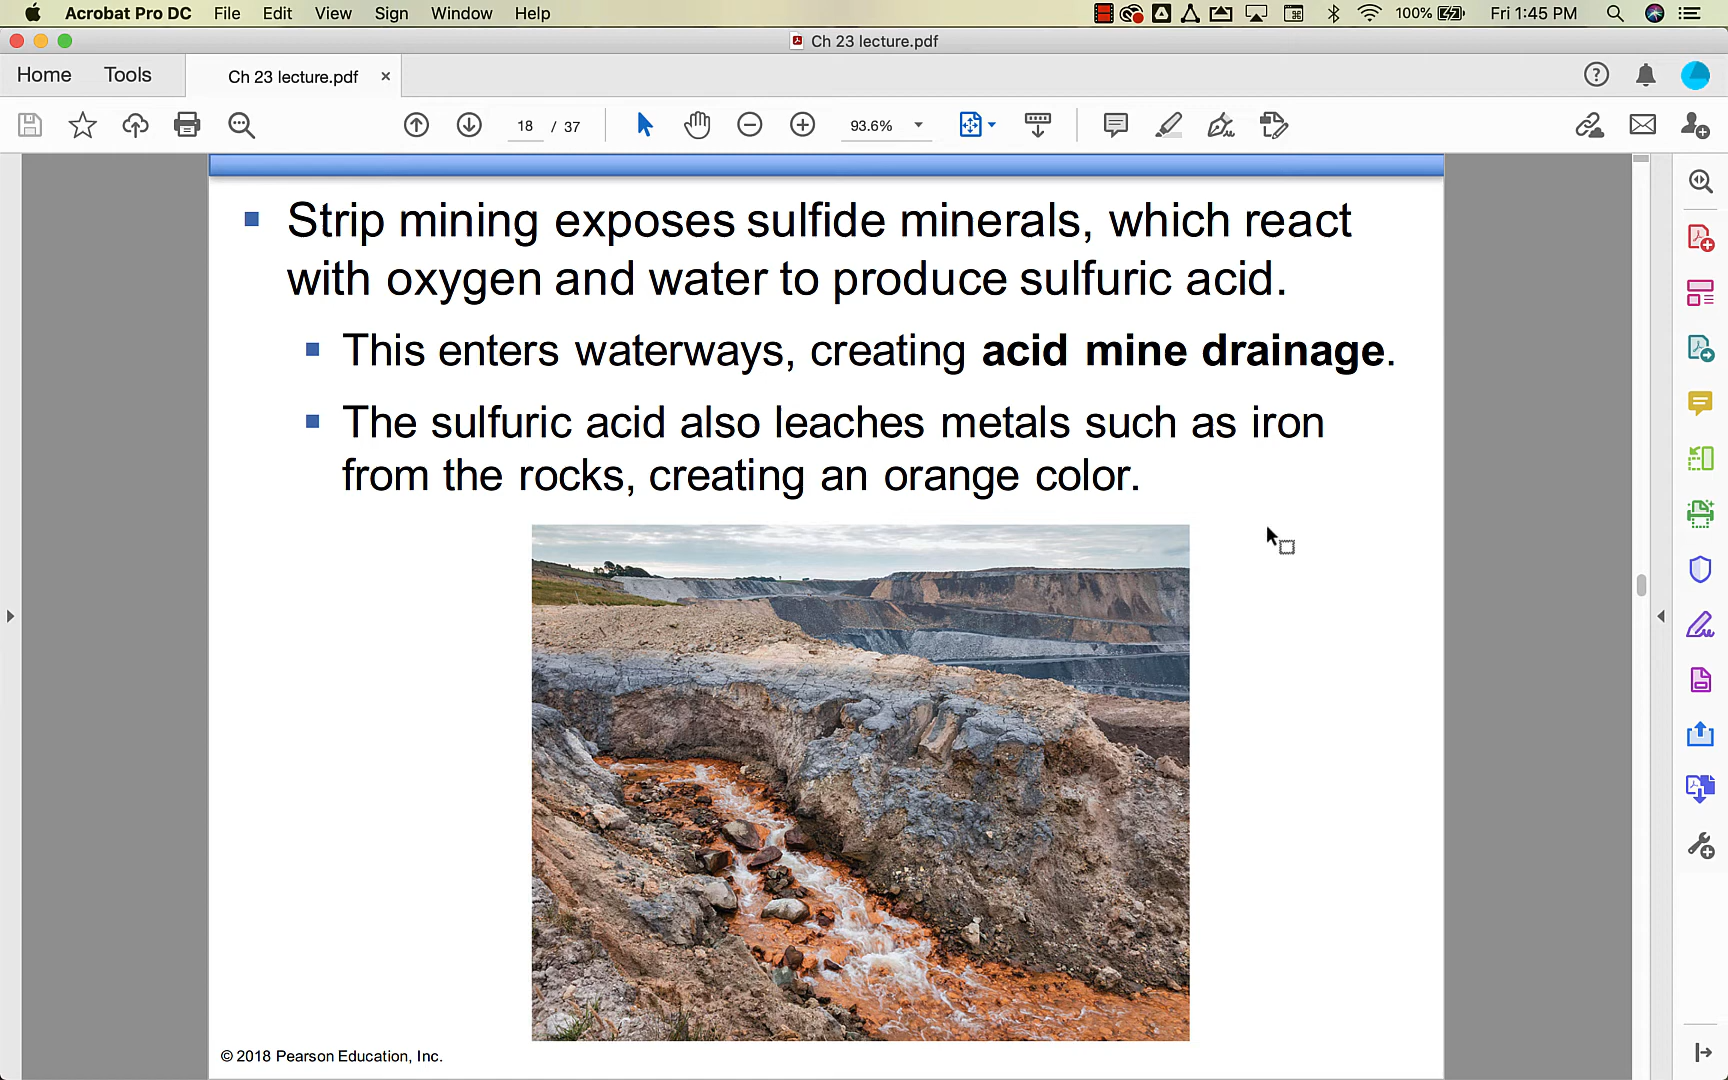 Acrobat Pro DC File Edit View Sign Window Help 100% Fri 1:45 PM
Ch 23 lecture.pdf
Home Tools Ch 23 lecture.pdf ×
18 / 37 93.6%
Strip mining exposes sulfide minerals, which react
with oxygen and water to produce sulfuric acid.
This enters waterways, creating acid mine drainage.
The sulfuric acid also leaches metals such as iron
from the rocks, creating an orange color.
© 2018 Pearson Education, Inc.